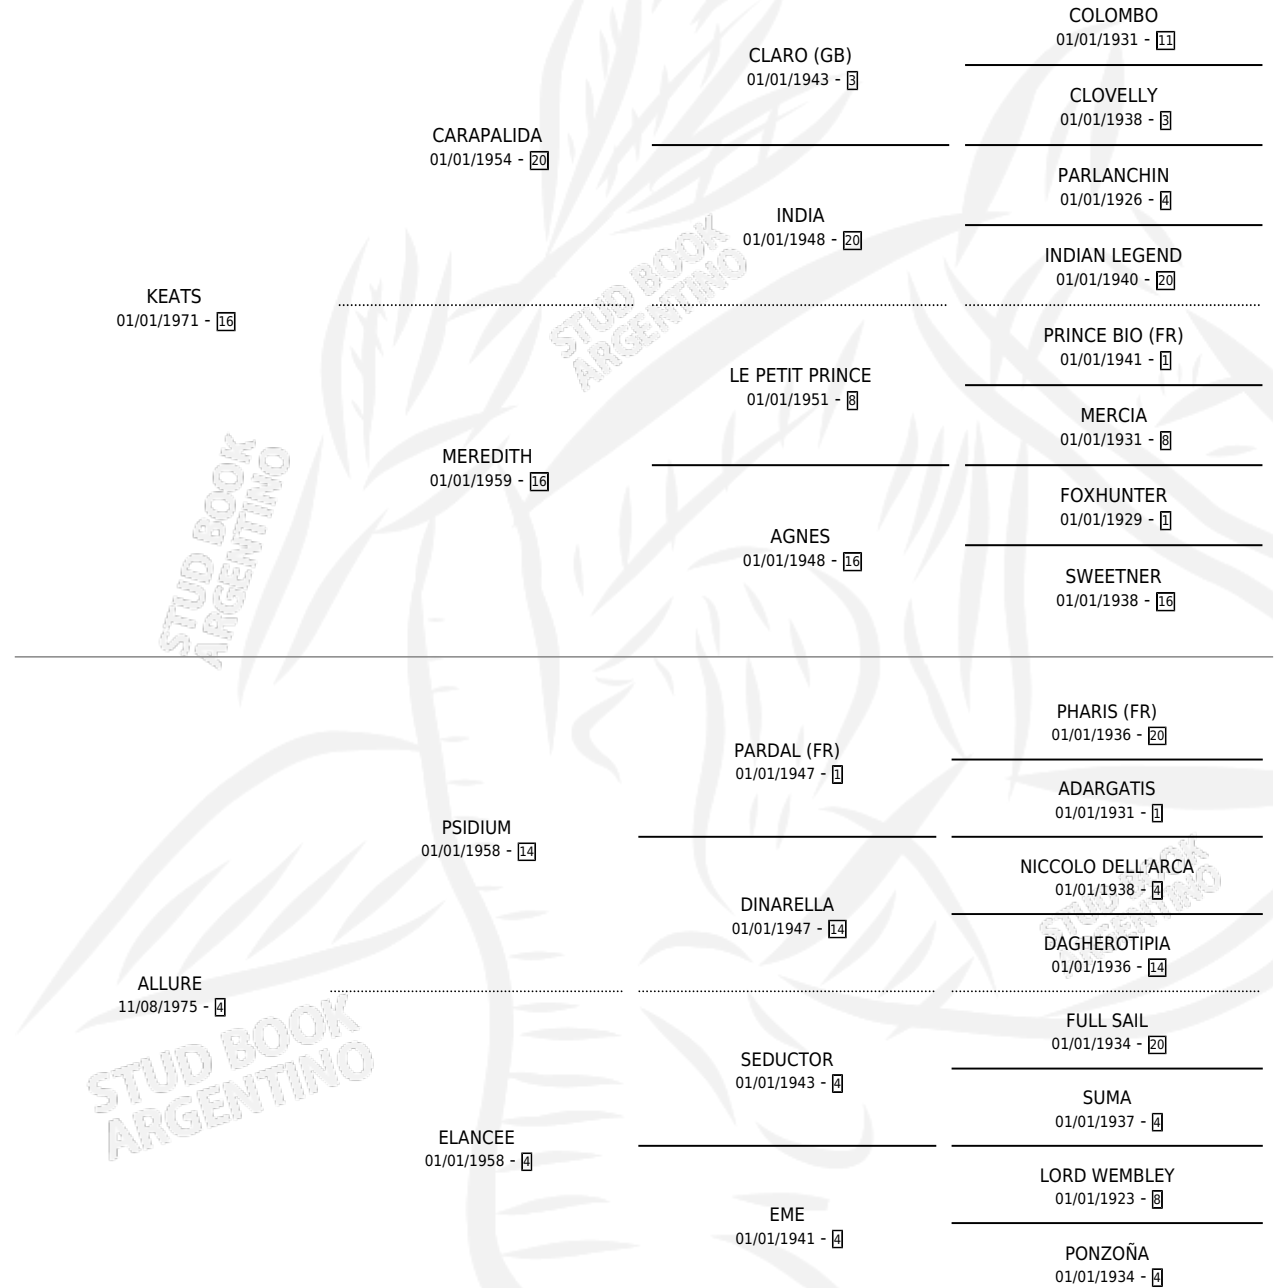 COLOMBO
01/01/1931 - 11
CLARO (GB)
01/01/1943 - 3
CLOVELLY
01/01/1938 - 3
CARAPALIDA
01/01/1954 - 20
PARLANCHIN
01/01/1926 - 4
INDIA
01/01/1948 - 20
INDIAN LEGEND
01/01/1940 - 20
KEATS
01/01/1971 - 16
STUD BOOK
ARGENTINO
PRINCE BIO (FR)
01/01/1941 - 1
LE PETIT PRINCE
01/01/1951 - 8
MERCIA
01/01/1931 - 8
MEREDITH
01/01/1959 - 16
FOXHUNTER
01/01/1929 - 1
AGNES
01/01/1948 - 16
SWEETNER
01/01/1938 - 16
STUD BOOK
ARGENTINO
PHARIS (FR)
01/01/1936 - 20
PARDAL (FR)
01/01/1947 - 1
ADARGATIS
01/01/1931 - 1
PSIDIUM
01/01/1958 - 14
NICCOLO DELL'ARCA
01/01/1938 - 4
DINARELLA
01/01/1947 - 14
STUD BOOK
ARGENTINO
DAGHEROTIPIA
01/01/1936 - 14
ALLURE
11/08/1975 - 4
FULL SAIL
01/01/1934 - 20
SEDUCTOR
01/01/1943 - 4
STUD BOOK
ARGENTINO
SUMA
01/01/1937 - 4
ELANCEE
01/01/1958 - 4
LORD WEMBLEY
01/01/1923 - 8
EME
01/01/1941 - 4
PONZOÑA
01/01/1934 - 4